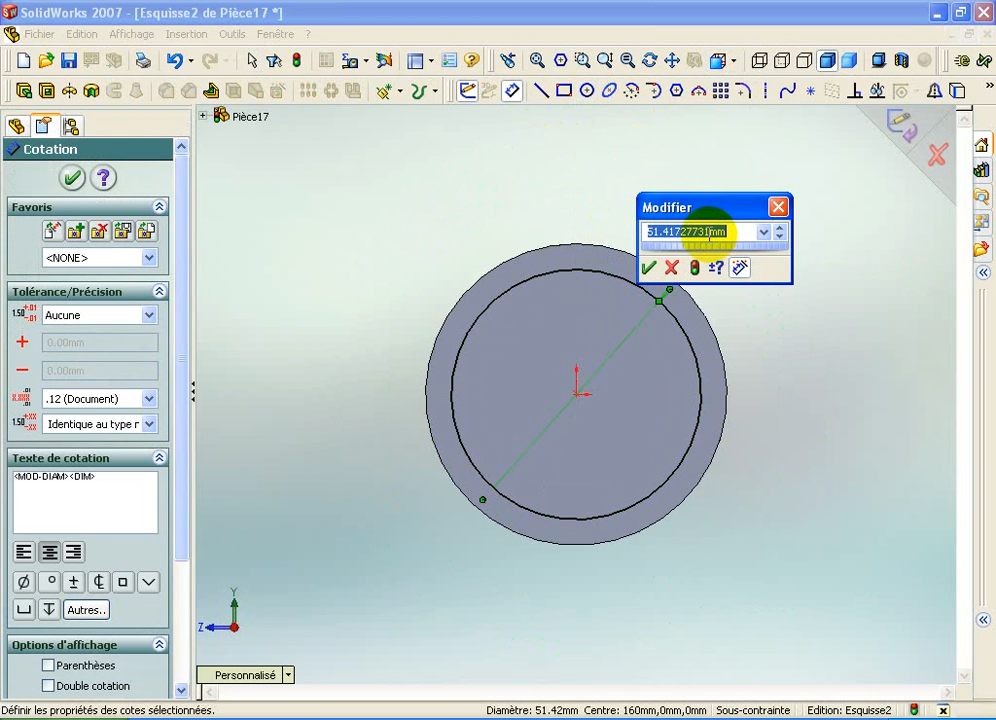 SolidWorks 2007 - [Esquisse2 de Pièce17 *]
Fichier Edition Affichage Insertion Outils Fenêtre ?
Pièce17
Cotation
Favoris
<NONE>
Tolérance/Précision
Aucune
0.00mm
0.00mm
.12 (Document)
Identique au type r
Texte de cotation
<MOD-DIAM><DIM>
Autres..
Options d'affichage
Parenthèses
Double cotation
Modifier
51.41727731mm
±?
Y
Z
Personnalisé
Définir les propriétés des cotes sélectionnées. Diamètre: 51.42mm Centre: 160mm,0mm,0mm Sous-contrainte Edition: Esquisse2